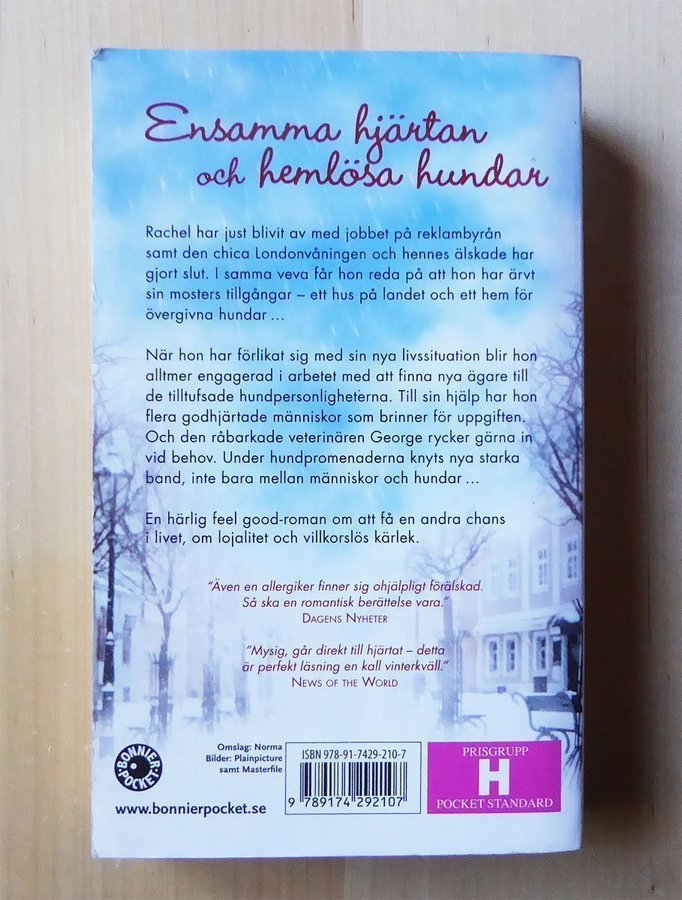 Ensamma hjärtan
och hemlösa hundar
Rachel har just blivit av med jobbet på reklambyrån
samt den chica Londonvåningen och hennes älskade har
gjort slut. I samma veva får hon reda på att hon har ärvt
sin mosters tillgångar – ett hus på landet och ett hem för
övergivna hundar ...
När hon har förlikat sig med sin nya livssituation blir hon
alltmer engagerad i arbetet med att finna nya ägare till
de tilltufsade hundpersonligheterna. Till sin hjälp har hon
flera godhjärtade människor som brinner för uppgiften.
Och den råbarkade veterinären George rycker gärna in
vid behov. Under hundpromenaderna knyts nya starka
band, inte bara mellan människor och hundar ...
En härlig feel good-roman om att få en andra chans
i livet, om lojalitet och villkorslös kärlek.
"Även en allergiker finner sig ohjälpligt förälskad.
Så ska en romantisk berättelse vara."
DAGENS NYHETER
"Mysig, går direkt till hjärtat – detta
är perfekt läsning en kall vinterkväll."
NEWS OF THE WORLD
BONNIER
POCKET
www.bonnierpocket.se
Omslag: Norma
Bilder: Plainpicture
samt Masterfile
ISBN 978-91-7429-210-7
9 789174 292107
PRISGRUPP
H
POCKET STANDARD